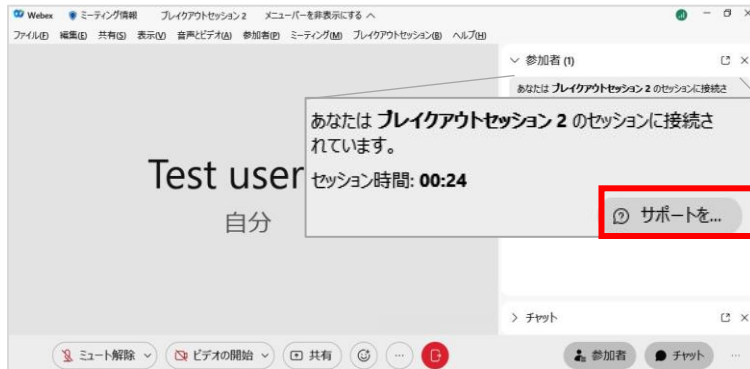 Webex ミーティング情報 ブレイクアウトセッション 2 メニューバーを非表示にする
ファイル(F) 編集(E) 共有(S) 表示(V) 音声とビデオ(A) 参加者(P) ミーティング(M) ブレイクアウトセッション(B) ヘルプ(H)
参加者 (1)
あなたは ブレイクアウトセッション 2 のセッションに接続さ
あなたは ブレイクアウトセッション 2 のセッションに接続さ
れています。
セッション時間: 00:24
サポートを...
Test user
自分
チャット
ミュート解除 ビデオの開始 共有 参加者 チャット